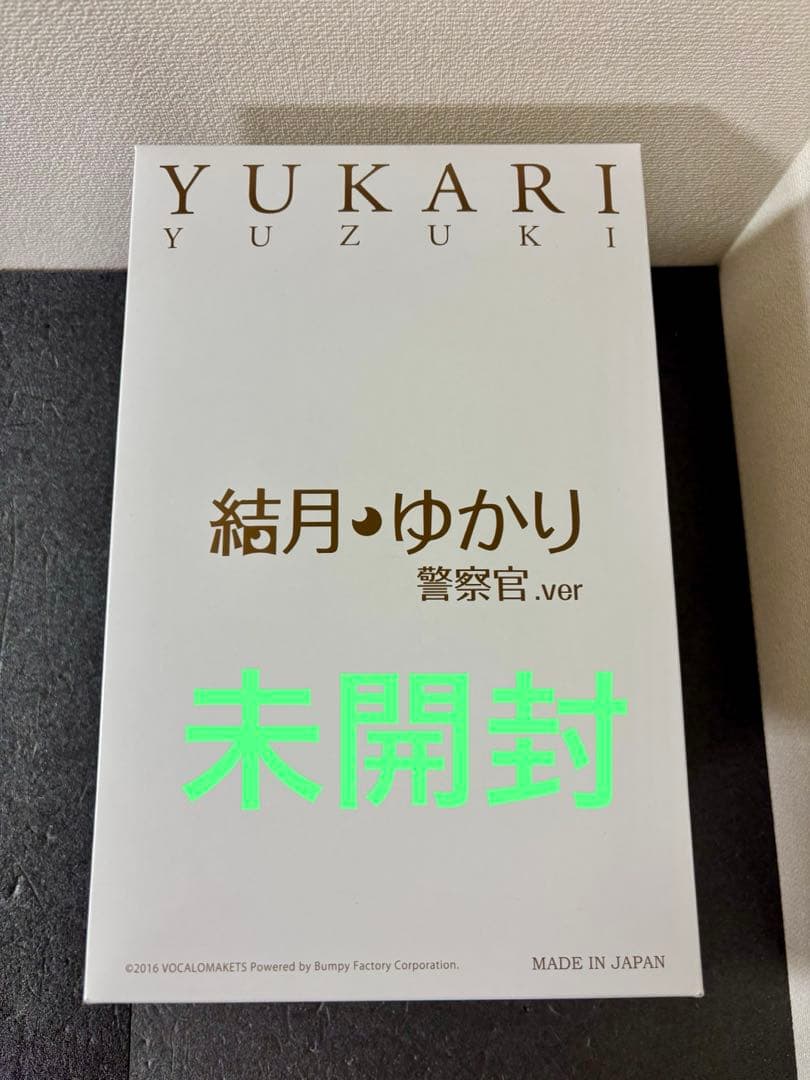 YUKARI
YUZUKI
結月ゆかり
警察官.ver
未開封
©2016 VOCALOMAKETS Powered by Bumpy Factory Corporation.
MADE IN JAPAN